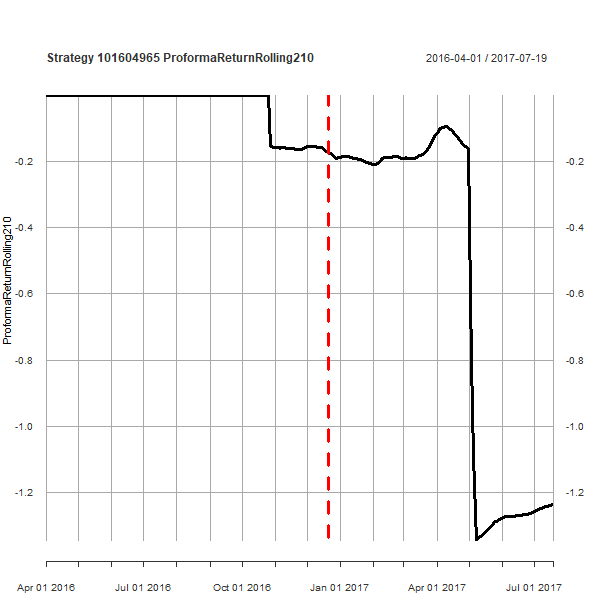 Strategy 101604965 ProformaReturnRolling210
2016-04-01 / 2017-07-19
ProformaReturnRolling210
-0.2
-0.4
-0.6
-0.8
-1.0
-1.2
-0.2
-0.4
-0.6
-0.8
-1.0
-1.2
Apr 01 2016
Jul 01 2016
Oct 01 2016
Jan 01 2017
Apr 01 2017
Jul 01 2017